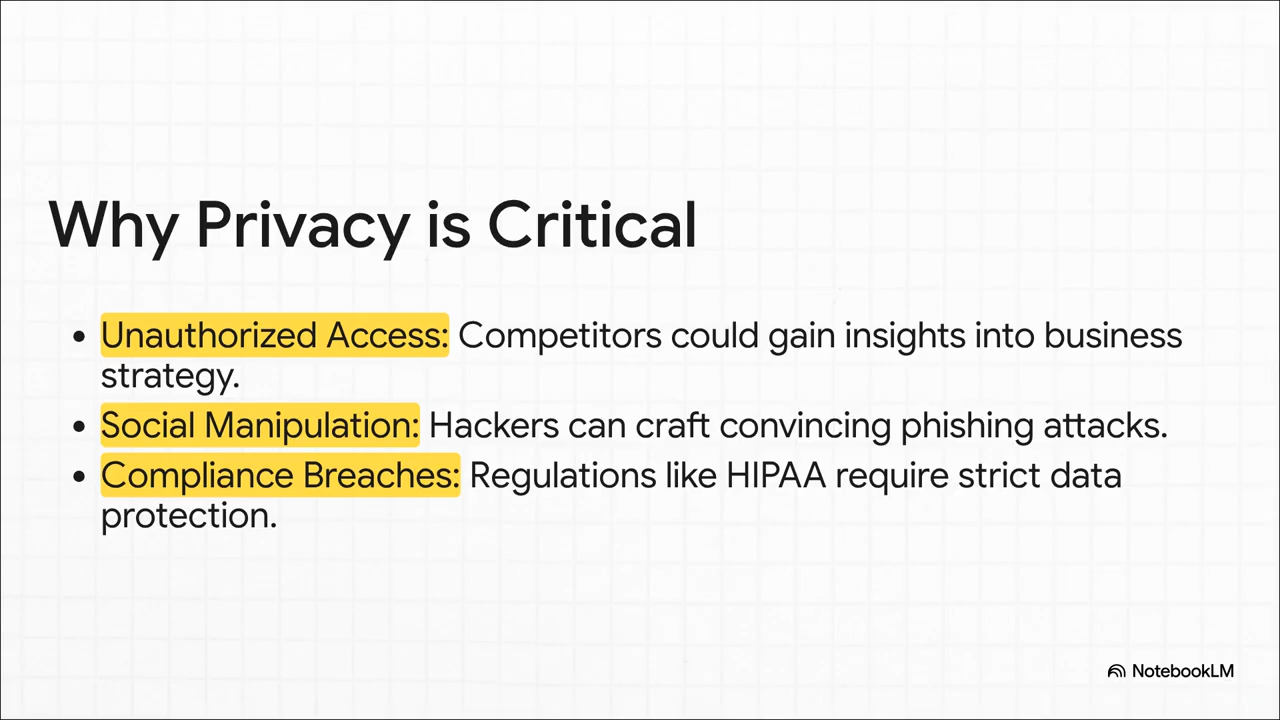 Why Privacy is Critical
• Unauthorized Access: Competitors could gain insights into business
strategy.
• Social Manipulation: Hackers can craft convincing phishing attacks.
• Compliance Breaches: Regulations like HIPAA require strict data
protection.
NotebookLM